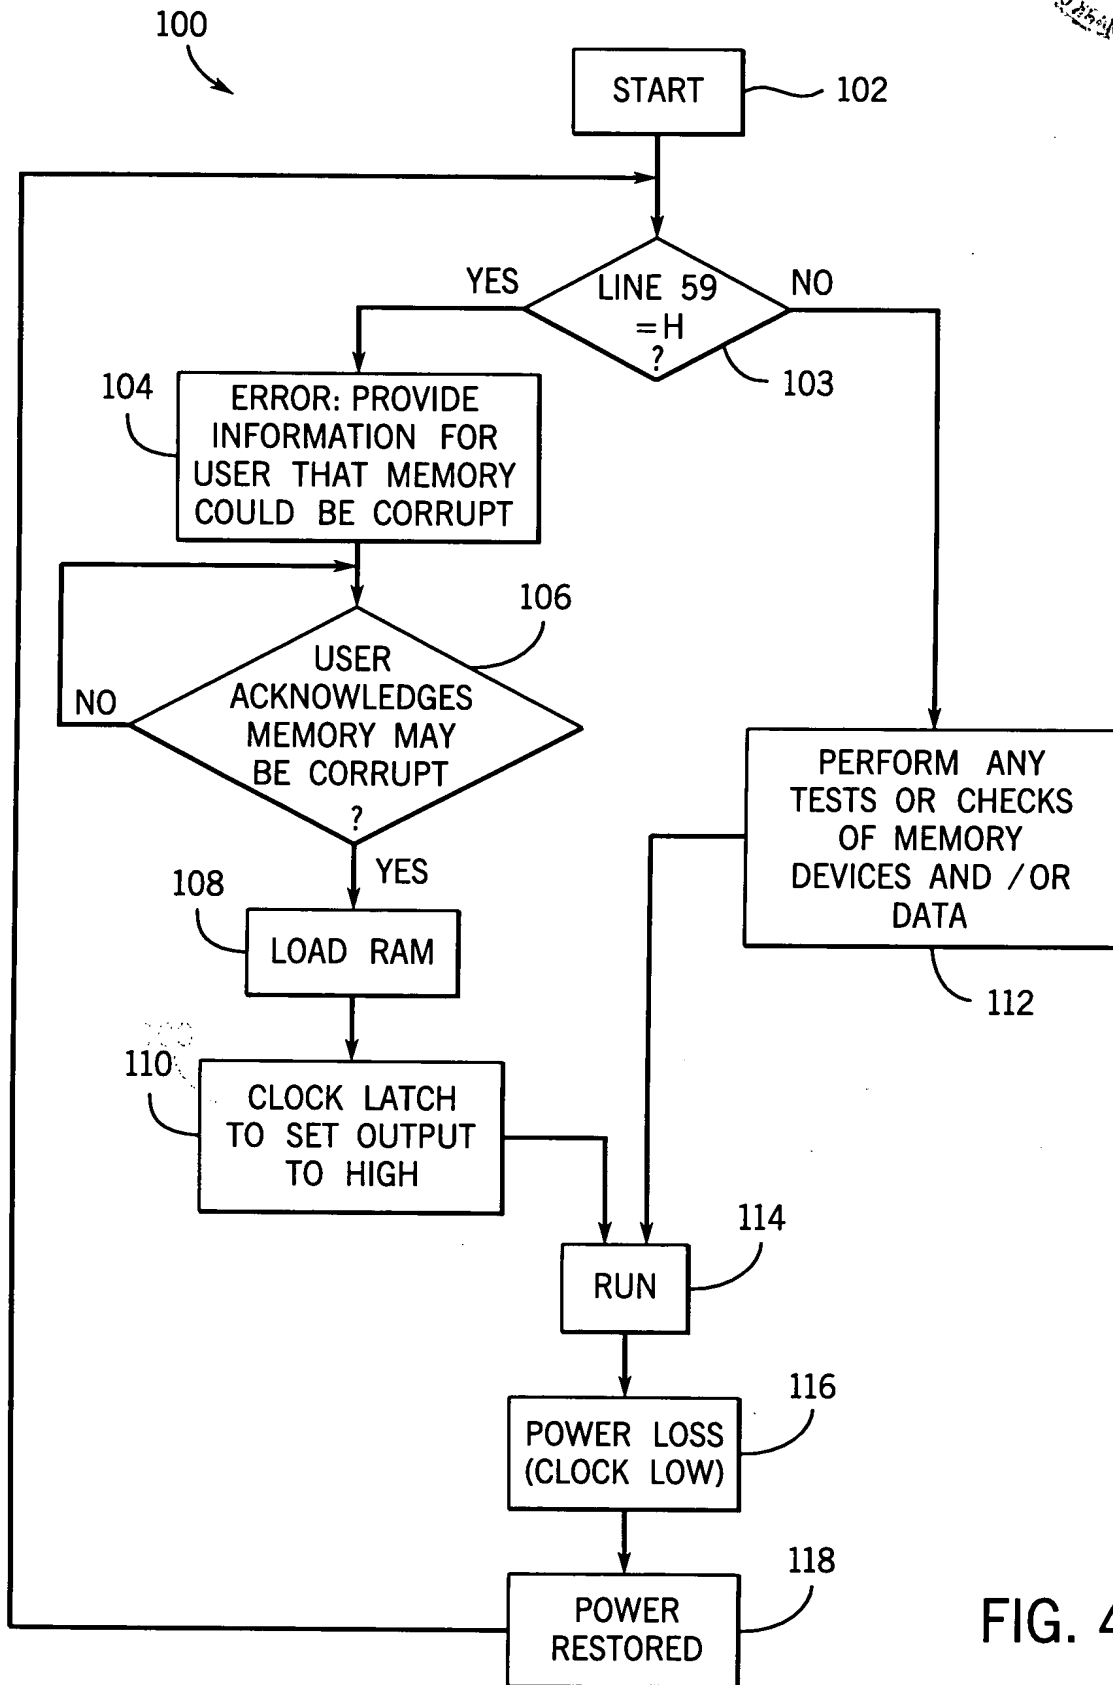 100
START
102
YES
LINE 59
=H
?
NO
103
104
ERROR: PROVIDE
INFORMATION FOR
USER THAT MEMORY
COULD BE CORRUPT
106
USER
ACKNOWLEDGES
MEMORY MAY
BE CORRUPT
?
NO
YES
PERFORM ANY
TESTS OR CHECKS
OF MEMORY
DEVICES AND /OR
DATA
112
108
LOAD RAM
110
CLOCK LATCH
TO SET OUTPUT
TO HIGH
114
RUN
116
POWER LOSS
(CLOCK LOW)
118
POWER
RESTORED
FIG. 4